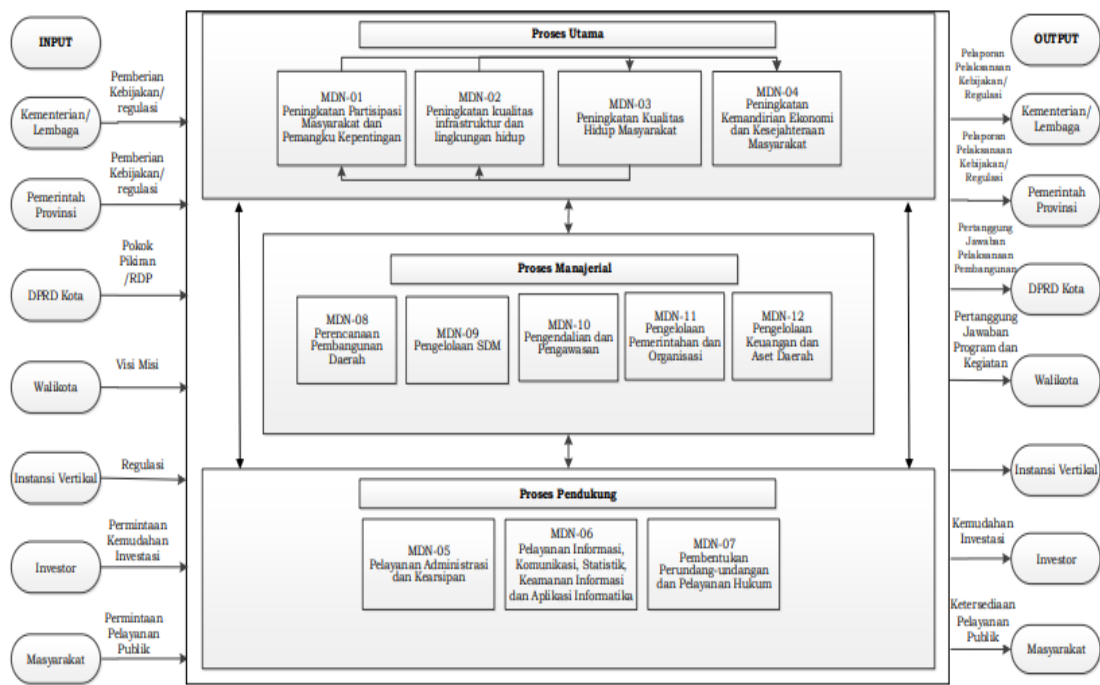 INPUT
Pemberian
Kebijakan/
regulasi
Kementerian/
Lembaga
Pemberian
Kebijakan/
regulasi
Pemerintah
Provinsi
Pokok
Pikiran
/RDP
DPRD Kota
Visi Misi
Walikota
Regulasi
Instansi Vertikal
Permintaan
Kemudahan
Investasi
Investor
Permintaan
Pelayanan
Publik
Masyarakat
Proses Utama
MDN-01
Peningkatan Partisipasi
Masyarakat dan
Pemangku Kepentingan
MDN-02
Peningkatan kualitas
infrastruktur dan
lingkungan hidup
MDN-03
Peningkatan Kualitas
Hidup Masyarakat
MDN-04
Peningkatan
Kemandirian Ekonomi
dan Kesejahteraan
Masyarakat
Proses Manajerial
MDN-08
Perencanaan
Pembangunan
Daerah
MDN-09
Pengelolaan SDM
MDN-10
Pengendalian dan
Pengawasan
MDN-11
Pengelolaan
Pemerintahan dan
Organisasi
MDN-12
Pengelolaan
Keuangan dan
Aset Daerah
Proses Pendukung
MDN-05
Pelayanan Administrasi
dan Kearsipan
MDN-06
Pelayanan Informasi,
Komunikasi, Statistik,
Keamanan Informasi
dan Aplikasi Informatika
MDN-07
Pembentukan
Perundang-undangan
dan Pelayanan Hukum
OUTPUT
Pelaporan
Pelaksanaan
Kebijakan/
Regulasi
Kementerian/
Lembaga
Pelaporan
Pelaksanaan
Kebijakan/
Regulasi
Pemerintah
Provinsi
Pertanggung
Jawaban
Pelaksanaan
Pembangunan
DPRD Kota
Pertanggung
Jawaban
Program dan
Kegiatan
Walikota
Instansi Vertikal
Kemudahan
Investasi
Investor
Ketersediaan
Pelayanan
Publik
Masyarakat